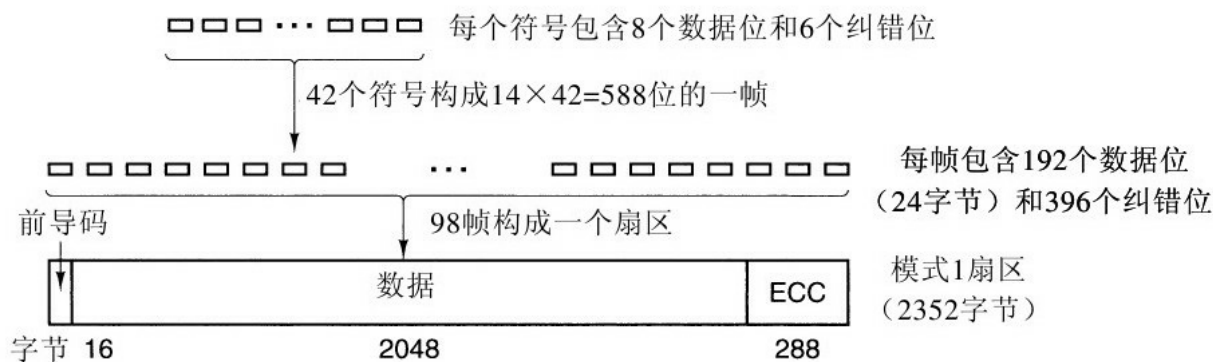 每个符号包含8个数据位和6个纠错位
42个符号构成14×42=588位的一帧
每帧包含192个数据位
（24字节）和396个纠错位
前导码
98帧构成一个扇区
数据
ECC
模式1扇区
（2352字节）
字节 16 2048 288